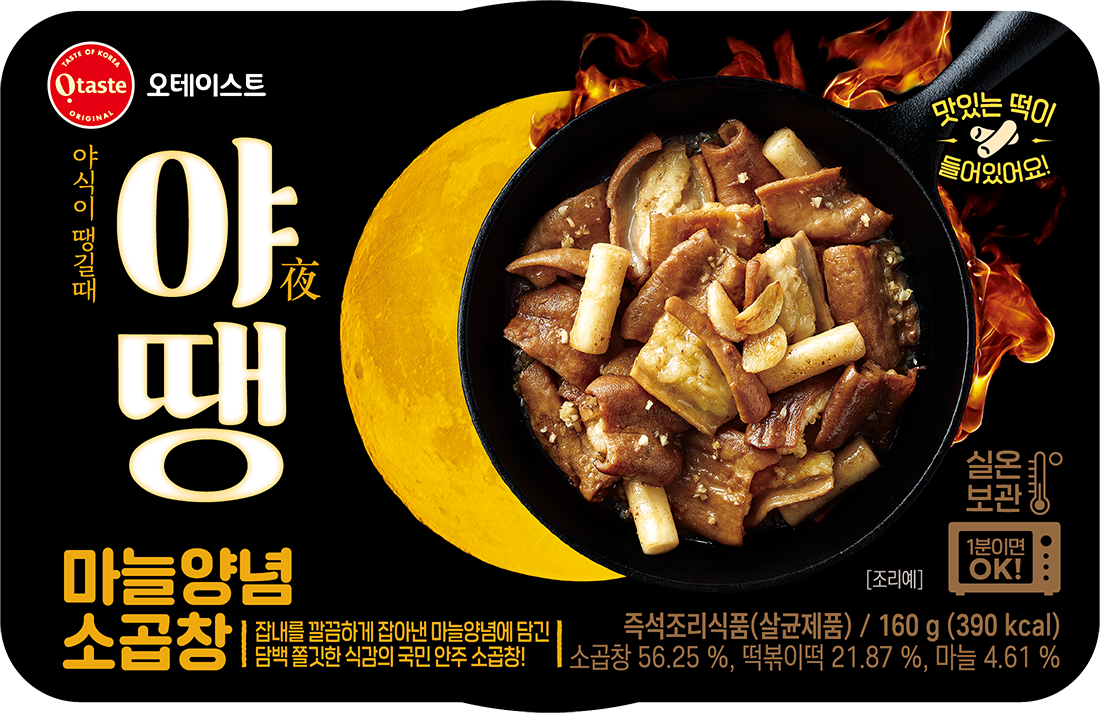 TASTE OF KOREA
Otaste
ORIGINAL
오테이스트
야식이 땡길때
야
夜
땡
맛있는 떡이
들어있어요!
마늘양념
소곱창
잡내를 깔끔하게 잡아낸 마늘양념에 담긴
담백 쫄깃한 식감의 국민 안주 소곱창!
실온
보관
1분이면
OK!
[조리예]
즉석조리식품(살균제품) / 160 g (390 kcal)
소곱창 56.25 %, 떡볶이떡 21.87 %, 마늘 4.61 %